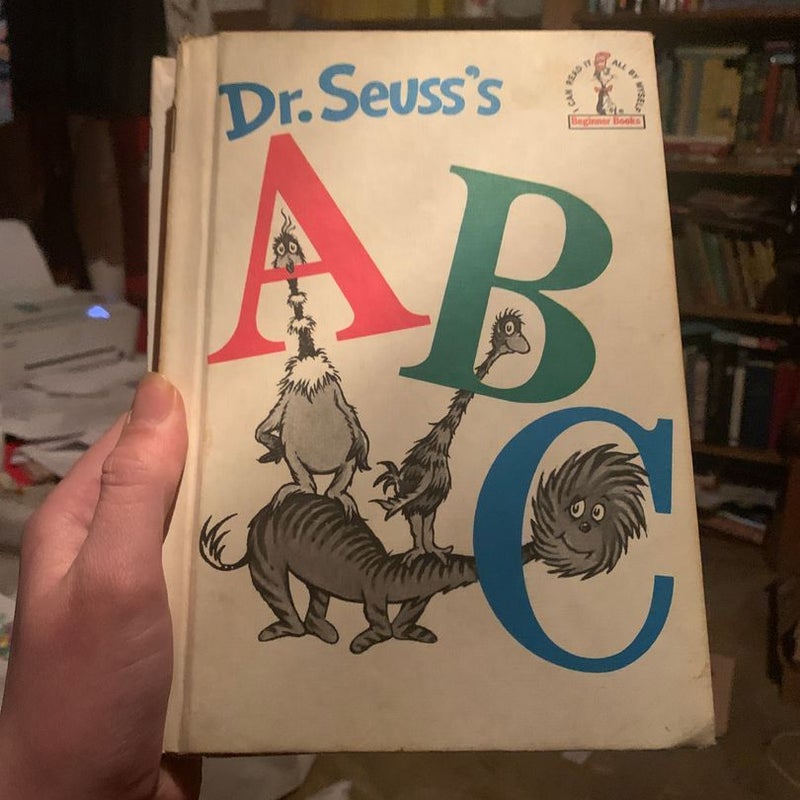 Dr. Seuss's
I CAN READ IT ALL BY MYSELF
Beginner Books
A
B
C